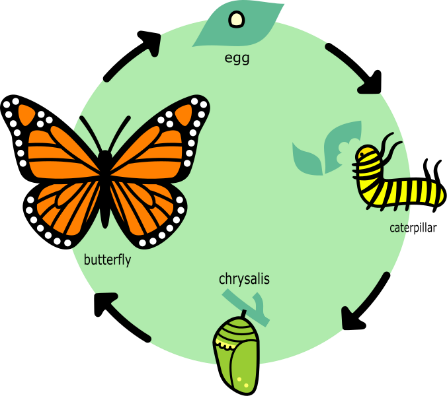 egg
caterpillar
chrysalis
butterfly